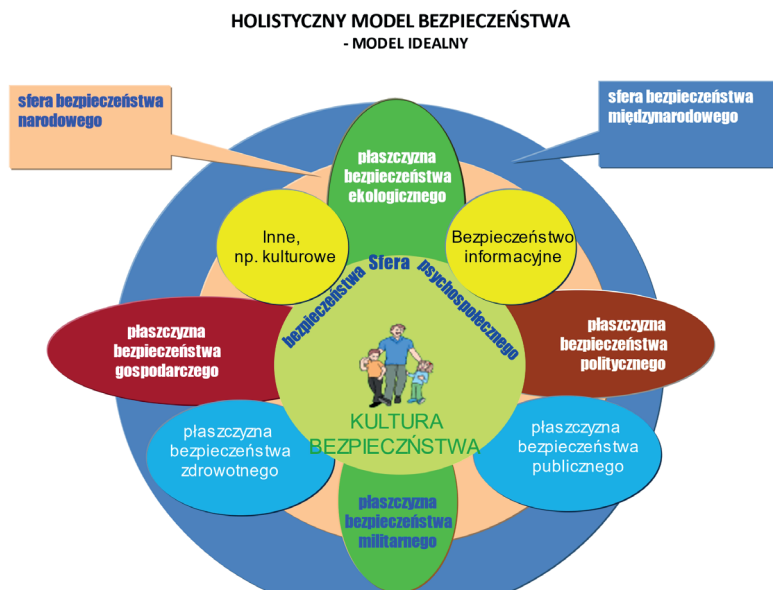 HOLISTYCZNY MODEL BEZPIECZEŃSTWA
- MODEL IDEALNY
sfera bezpieczeństwa
narodowego
sfera bezpieczeństwa
międzynarodowego
płaszczyzna
bezpieczeństwa
ekologicznego
Inne,
np. kulturowe
Bezpieczeństwo
informacyjne
Sfera
bezpieczeństwa
psychospołecznego
płaszczyzna
bezpieczeństwa
gospodarczego
płaszczyzna
bezpieczeństwa
politycznego
KULTURA
BEZPIECZŃSTWA
płaszczyzna
bezpieczeństwa
zdrowotnego
płaszczyzna
bezpieczeństwa
publicznego
płaszczyzna
bezpieczeństwa
militarnego